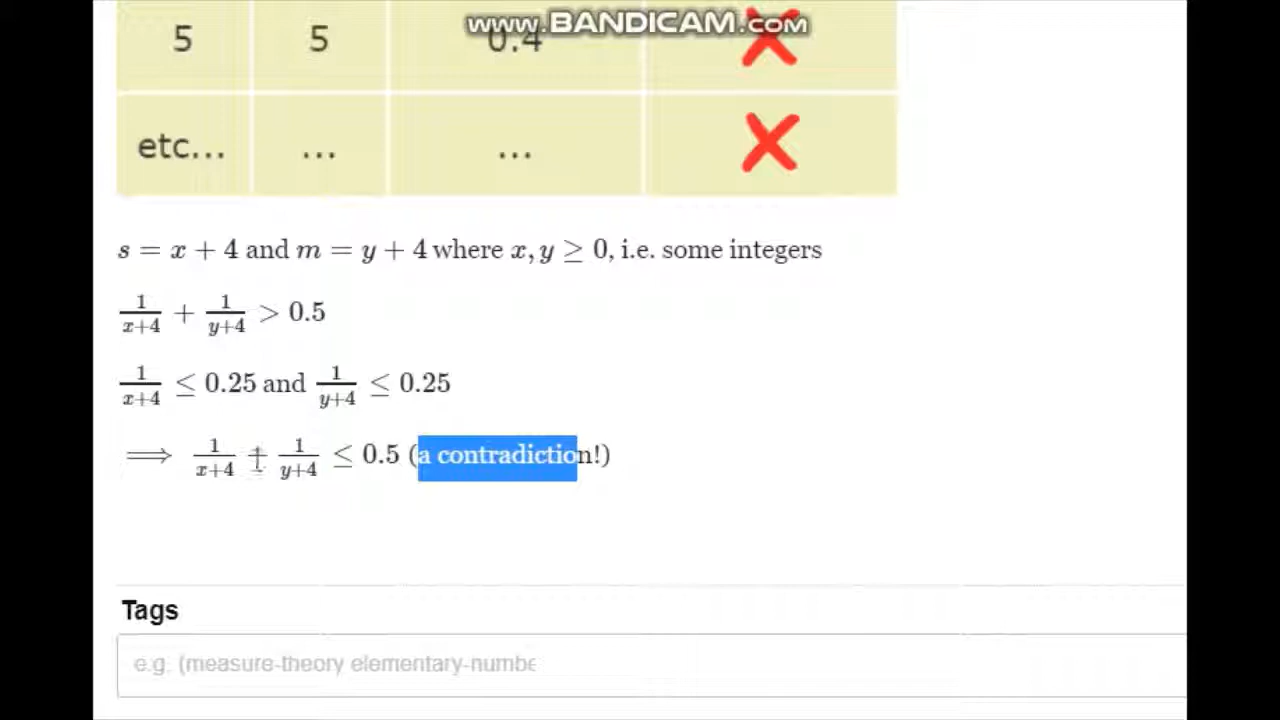 www.BANDICAM.com
5 5 0.4
etc... ... ...
s = x + 4 and m = y + 4 where x, y ≥ 0, i.e. some integers
1/(x+4) + 1/(y+4) > 0.5
1/(x+4) ≤ 0.25 and 1/(y+4) ≤ 0.25
⟹ 1/(x+4) + 1/(y+4) ≤ 0.5 (a contradiction!)
Tags
e.g. (measure-theory elementary-numbe